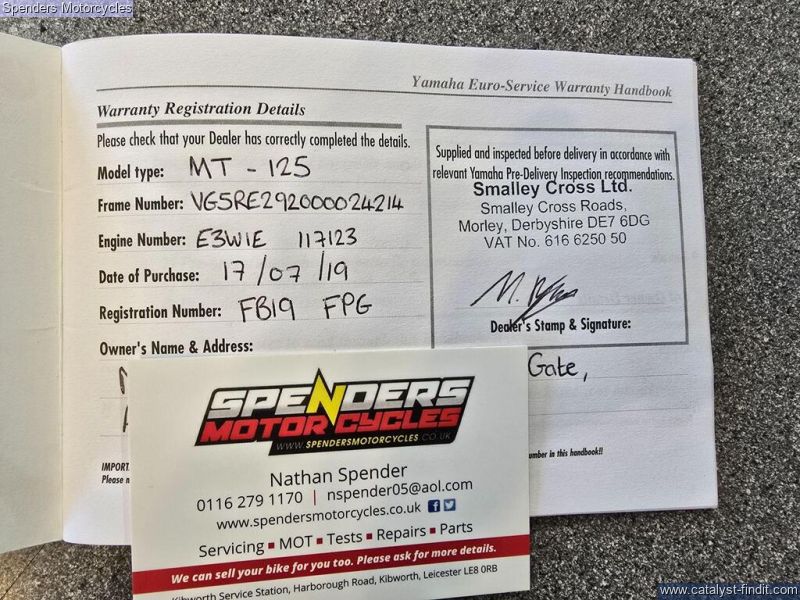 Spenders Motorcycles
Yamaha Euro-Service Warranty Handbook
Warranty Registration Details
Please check that your Dealer has correctly completed the details.
Model type: MT - 125
Frame Number: VG5RE292000024214
Engine Number: E3W1E 117123
Date of Purchase: 17/07/19
Registration Number: FB19 FPG
Owner's Name & Address:
Supplied and inspected before delivery in accordance with
relevant Yamaha Pre-Delivery Inspection recommendations.
Smalley Cross Ltd.
Smalley Cross Roads,
Morley, Derbyshire DE7 6DG
VAT No. 616 6250 50
Dealer's Stamp & Signature:
Gate,
IMPORT
Please n
umber in this handbook!!
SPENDERS
MOTORCYCLES
WWW.SPENDERSMOTORCYCLES.CO.UK
Nathan Spender
0116 279 1170 | nspender05@aol.com
www.spendersmotorcycles.co.uk
Servicing ▪ MOT ▪ Tests ▪ Repairs ▪ Parts
We can sell your bike for you too. Please ask for more details.
Kibworth Service Station, Harborough Road, Kibworth, Leicester LE8 0RB
www.catalyst-findit.com